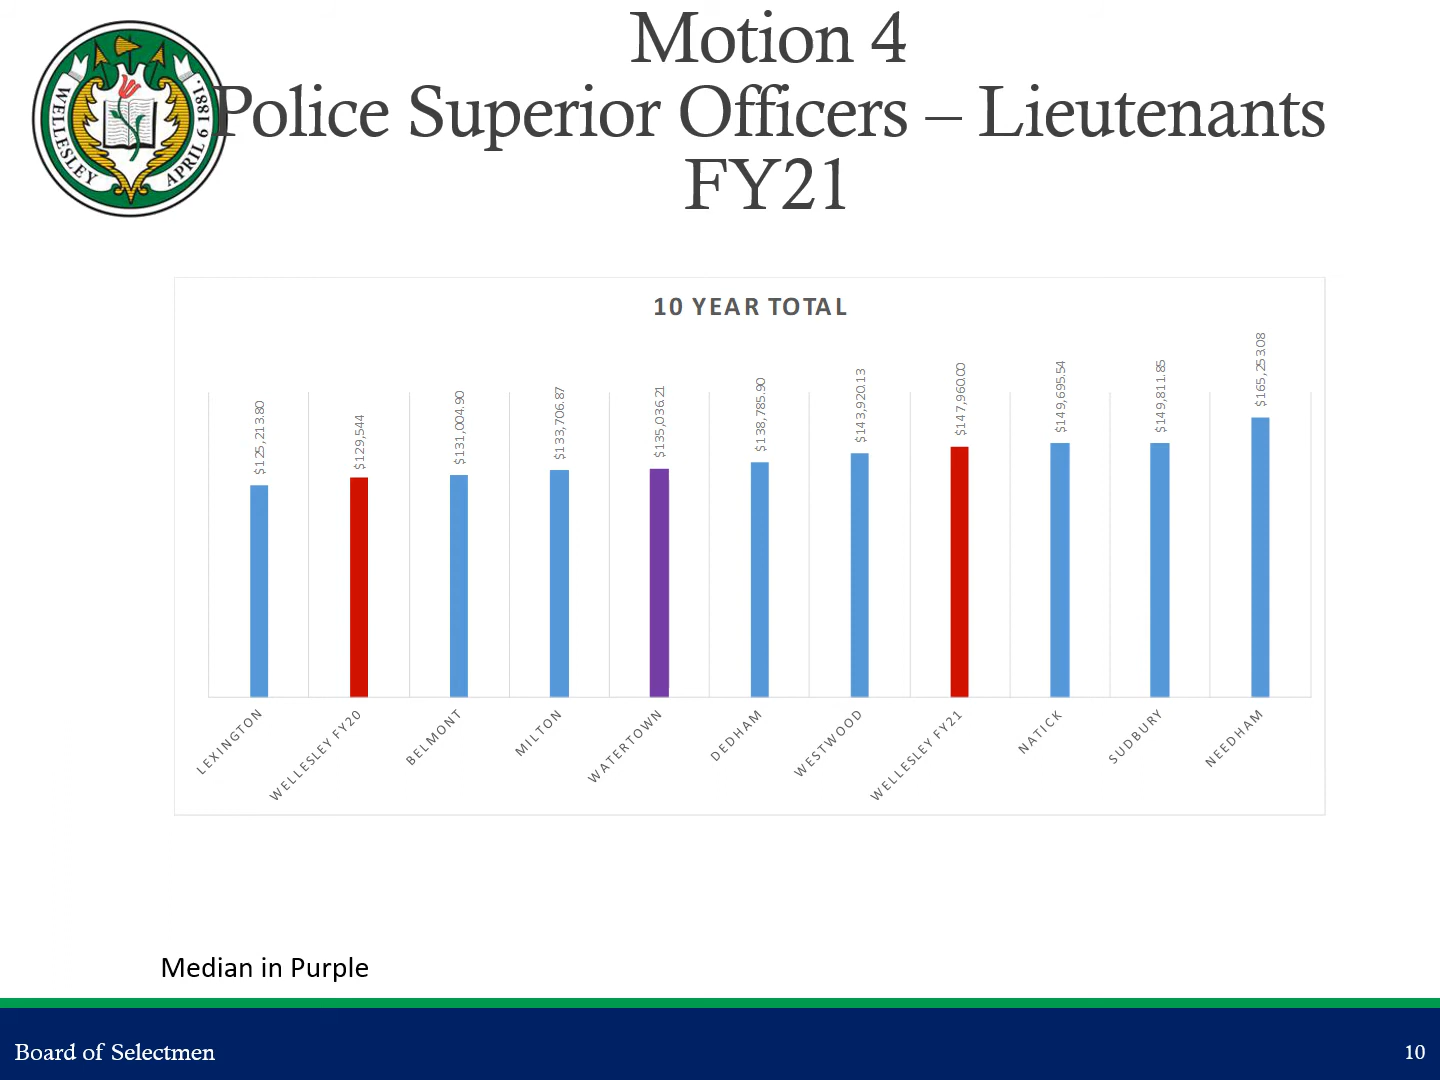 Motion 4
Police Superior Officers – Lieutenants
FY21
WELLESLEY
APRIL 6 1881.
10 YEAR TOTAL
$125,213.80
$129,544
$131,004.90
$133,706.87
$135,036.21
$138,785.90
$143,920.13
$147,960.00
$149,695.54
$149,811.85
$165,253.08
LEXINGTON
WELLESLEY FY20
BELMONT
MILTON
WATERTOWN
DEDHAM
WESTWOOD
WELLESLEY FY21
NATICK
SUDBURY
NEEDHAM
Median in Purple
Board of Selectmen
10